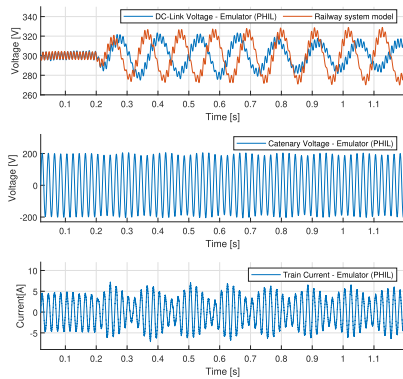 DC-Link Voltage - Emulator (PHIL) Railway system model
Voltage [V]
340
320
300
280
260
0.1 0.2 0.3 0.4 0.5 0.6 0.7 0.8 0.9 1 1.1
Time [s]
Catenary Voltage - Emulator (PHIL)
Voltage [V]
200
0
-200
0.1 0.2 0.3 0.4 0.5 0.6 0.7 0.8 0.9 1 1.1
Time [s]
Train Current - Emulator (PHIL)
Current[A]
10
5
0
-5
0.1 0.2 0.3 0.4 0.5 0.6 0.7 0.8 0.9 1 1.1
Time [s]